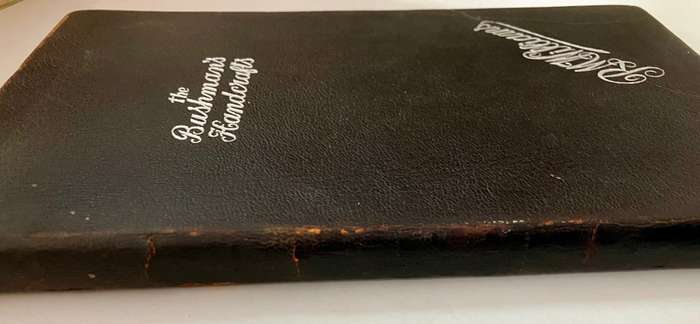 the
Bushman's
Handcrafts